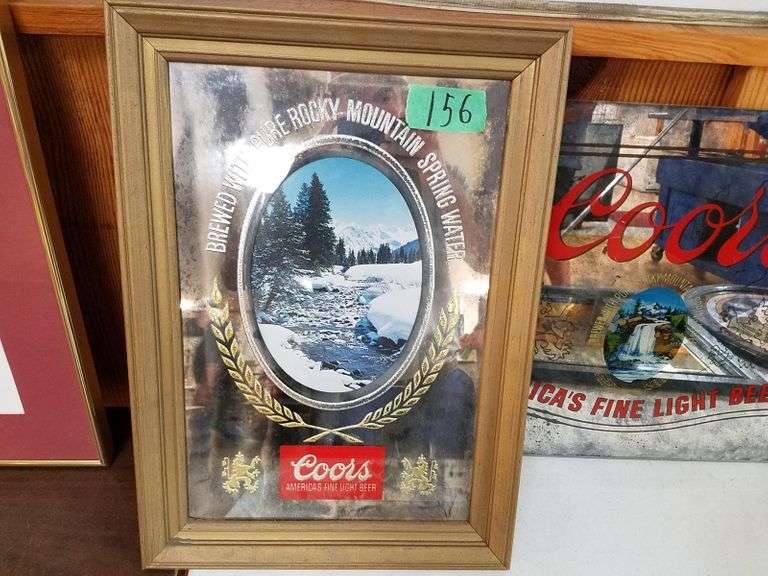 156
BREWED WITH PURE ROCKY MOUNTAIN SPRING WATER
Coors
AMERICA'S FINE LIGHT BEER
Coors
ICA'S FINE LIGHT BEE